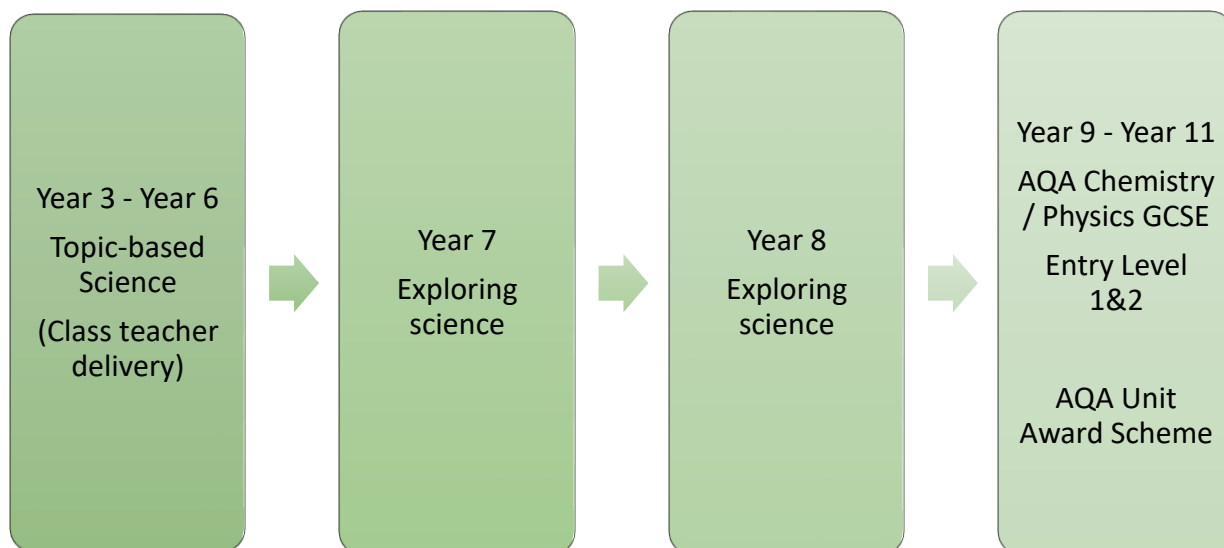 Year 3 - Year 6
Topic-based
Science
(Class teacher
delivery)
Year 7
Exploring
science
Year 8
Exploring
science
Year 9 - Year 11
AQA Chemistry
/ Physics GCSE
Entry Level
1&2
AQA Unit
Award Scheme